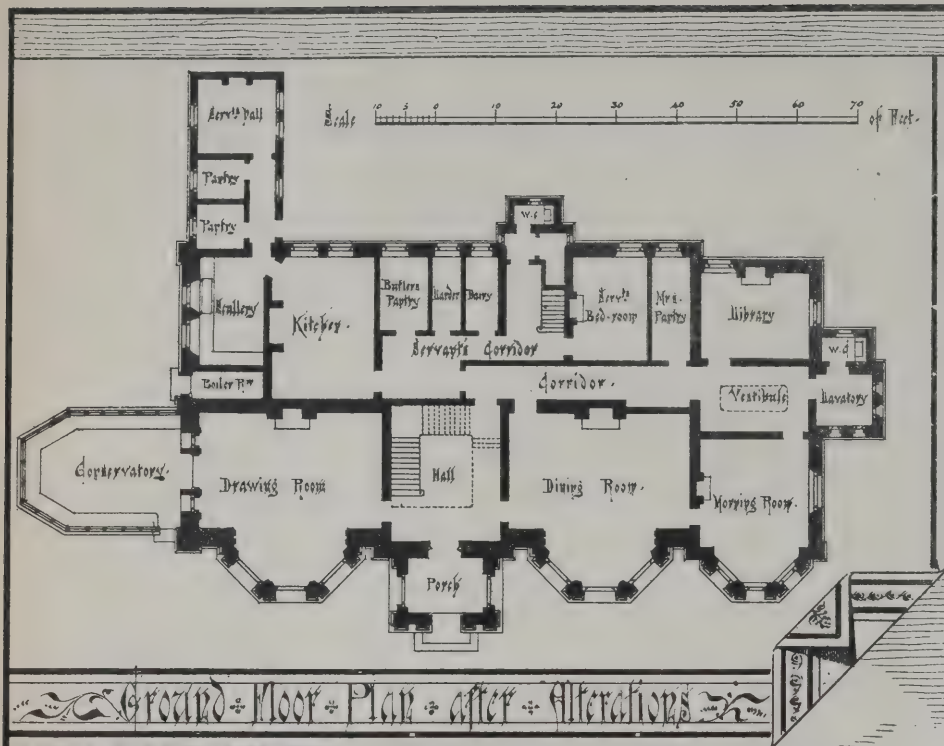 Scale 10 5 0 10 20 30 40 50 60 70 of Feet.
Servts Hall
Pantry
Pantry
W.C
Scullery
Kitchen.
Butlers
Pantry
Larder
Dairy
Servts
Bed-room
Pantry
Library
Servants Corridor
W.C
Boiler Rm
Corridor.
Vestibule
Lavatory
Conservatory.
Drawing Room
Hall
Dining Room.
Morning Room.
Porch
Ground Floor Plan after Alterations